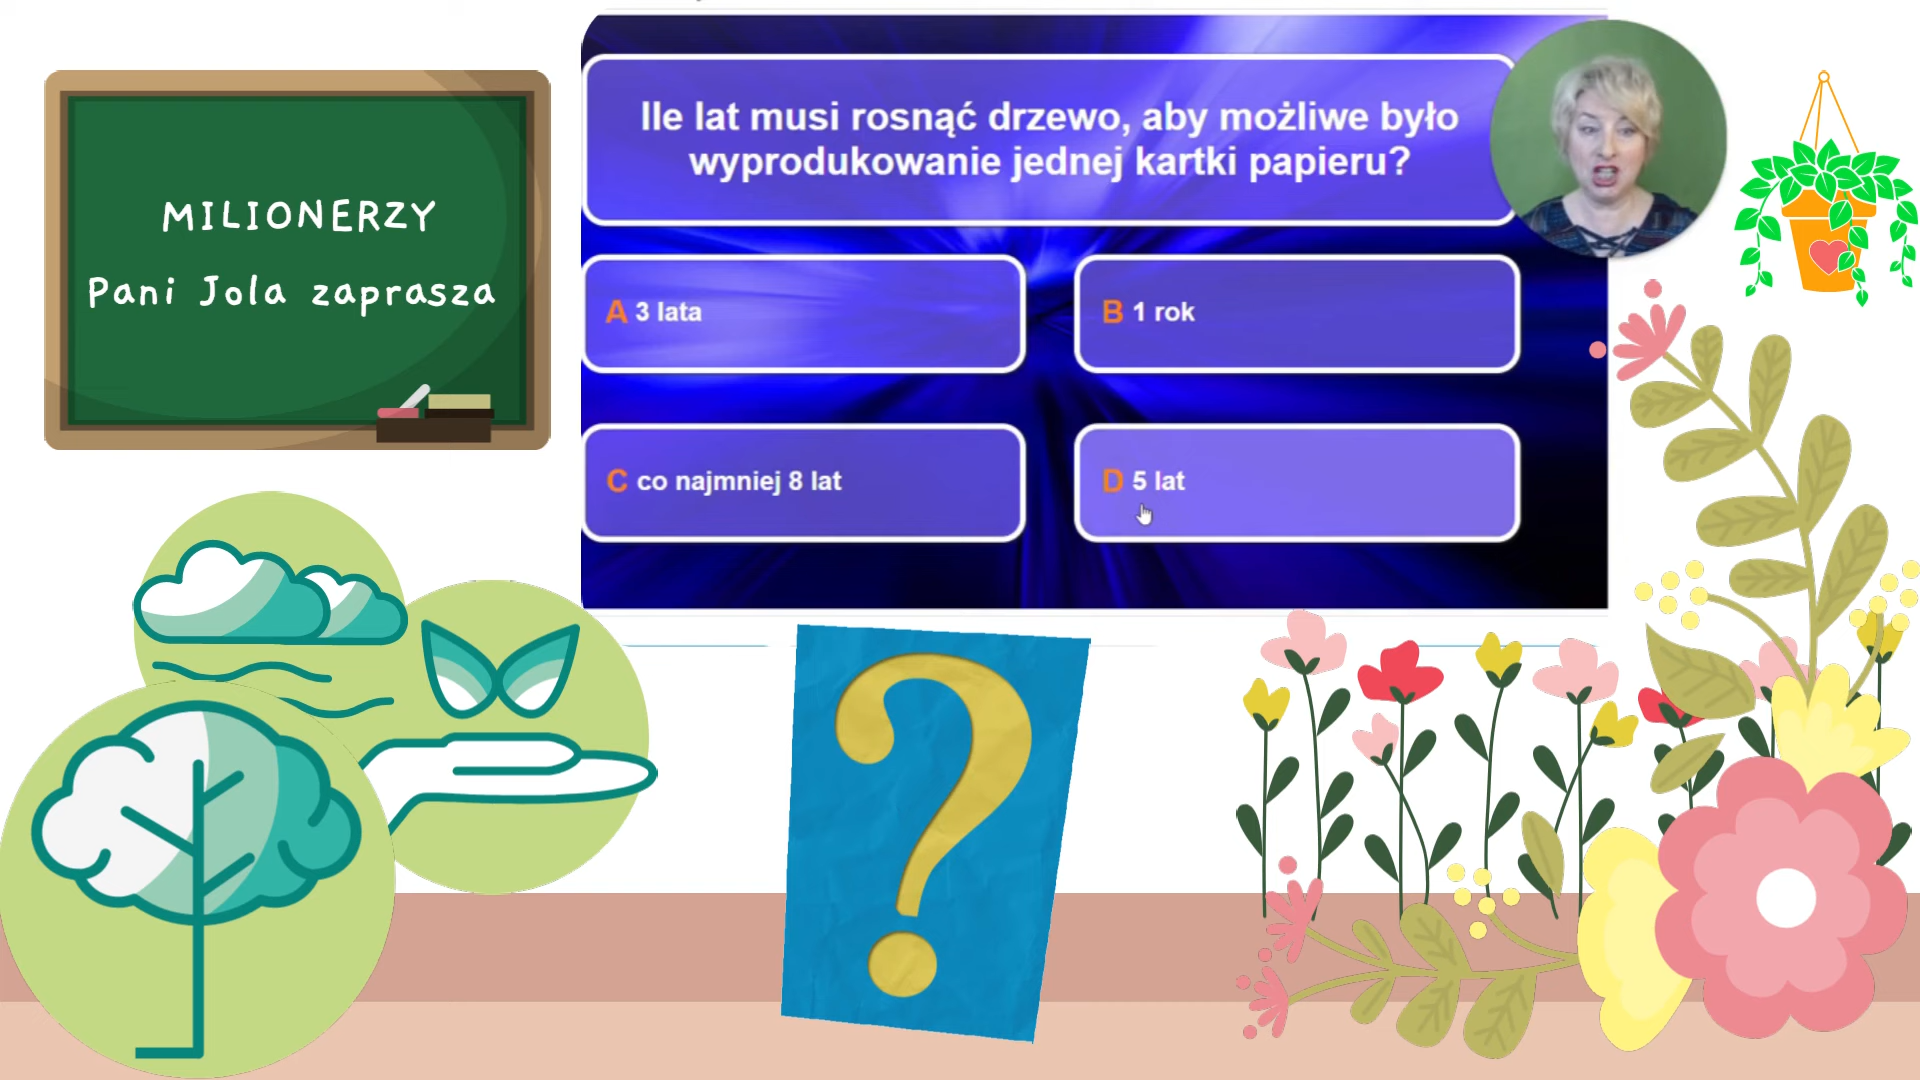 MILIONERZY
Pani Jola zaprasza
Ile lat musi rosnąć drzewo, aby możliwe było
wyprodukowanie jednej kartki papieru?
A 3 lata
B 1 rok
C co najmniej 8 lat
D 5 lat
?